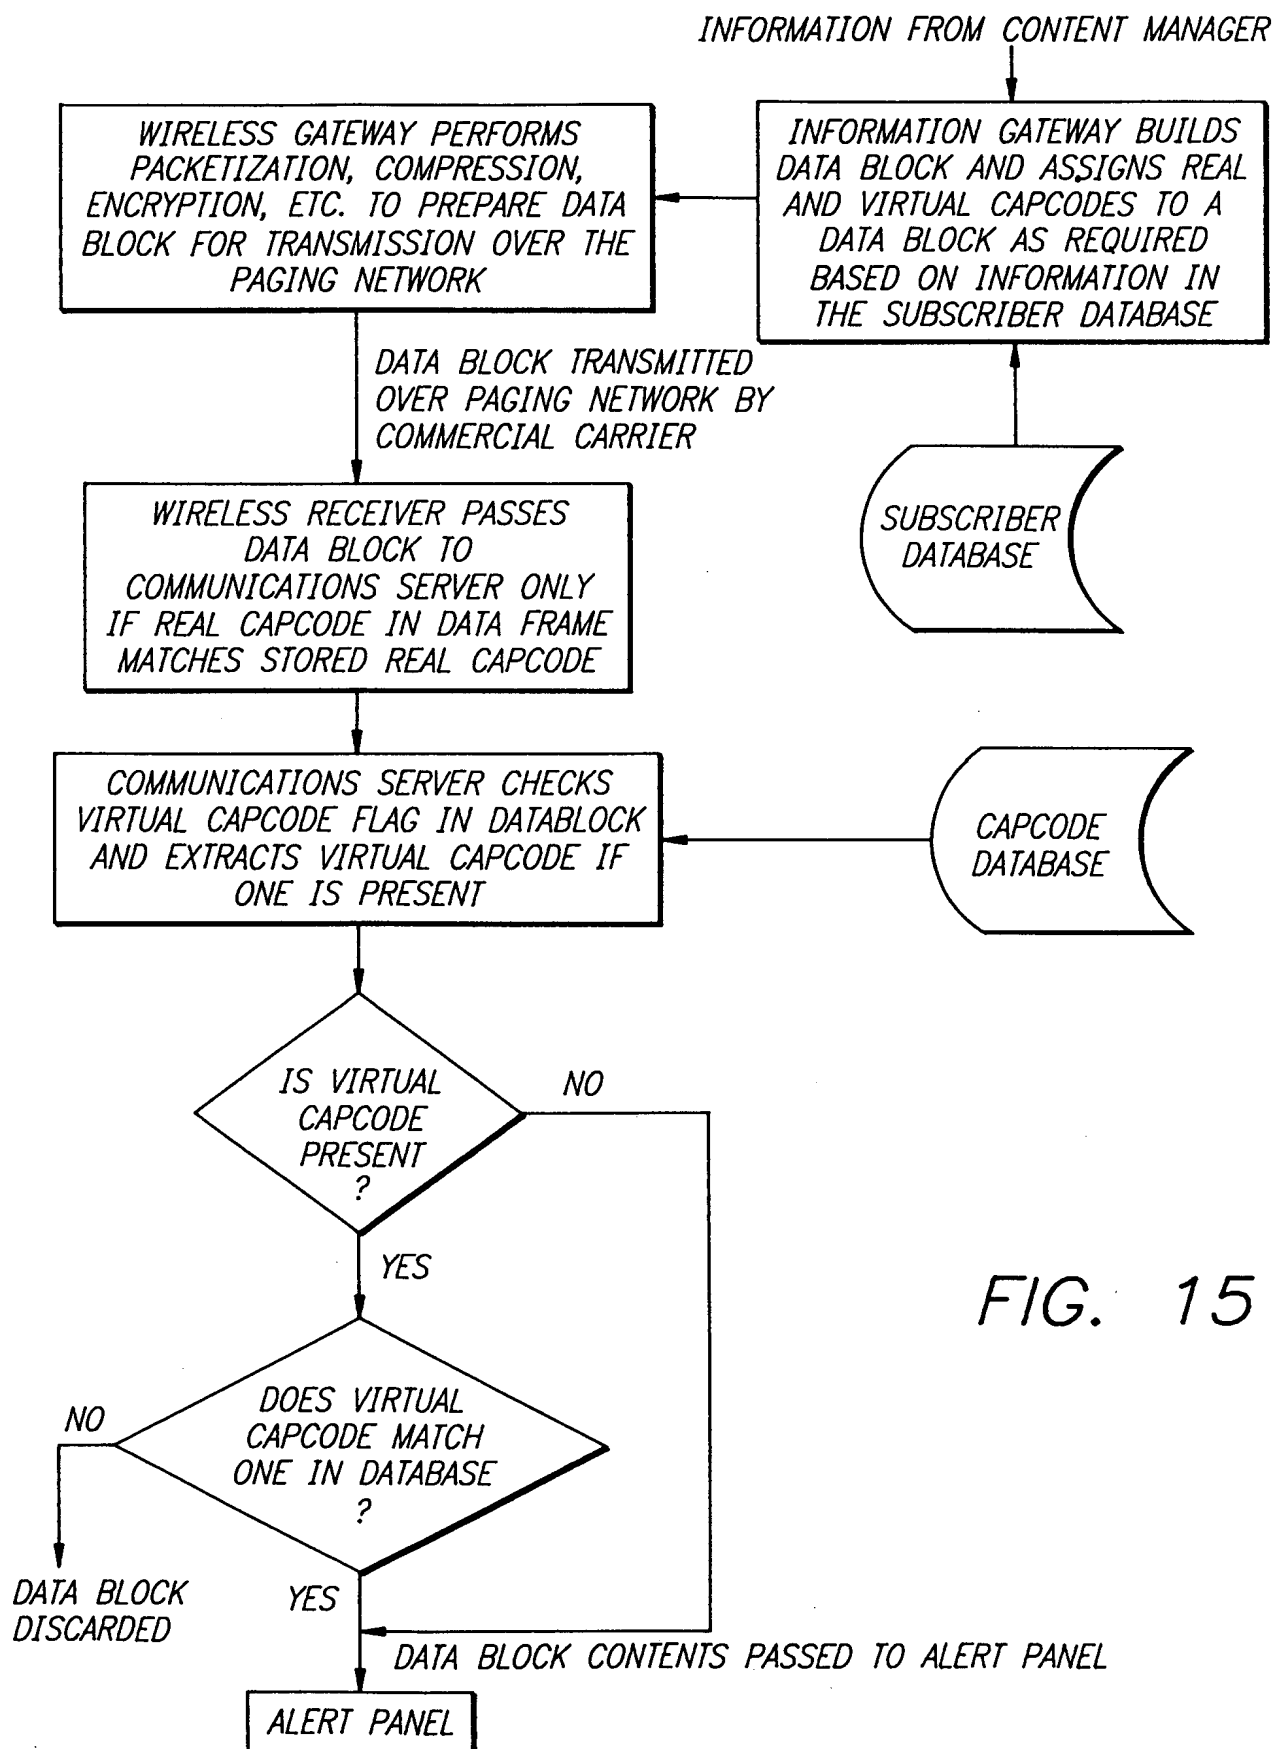 INFORMATION FROM CONTENT MANAGER
WIRELESS GATEWAY PERFORMS
PACKETIZATION, COMPRESSION,
ENCRYPTION, ETC. TO PREPARE DATA
BLOCK FOR TRANSMISSION OVER THE
PAGING NETWORK
INFORMATION GATEWAY BUILDS
DATA BLOCK AND ASSIGNS REAL
AND VIRTUAL CAPCODES TO A
DATA BLOCK AS REQUIRED
BASED ON INFORMATION IN
THE SUBSCRIBER DATABASE
DATA BLOCK TRANSMITTED
OVER PAGING NETWORK BY
COMMERCIAL CARRIER
SUBSCRIBER
DATABASE
WIRELESS RECEIVER PASSES
DATA BLOCK TO
COMMUNICATIONS SERVER ONLY
IF REAL CAPCODE IN DATA FRAME
MATCHES STORED REAL CAPCODE
COMMUNICATIONS SERVER CHECKS
VIRTUAL CAPCODE FLAG IN DATABLOCK
AND EXTRACTS VIRTUAL CAPCODE IF
ONE IS PRESENT
CAPCODE
DATABASE
IS VIRTUAL
CAPCODE
PRESENT
?
NO
YES
FIG. 15
DOES VIRTUAL
CAPCODE MATCH
ONE IN DATABASE
?
NO
DATA BLOCK
DISCARDED
YES
DATA BLOCK CONTENTS PASSED TO ALERT PANEL
ALERT PANEL